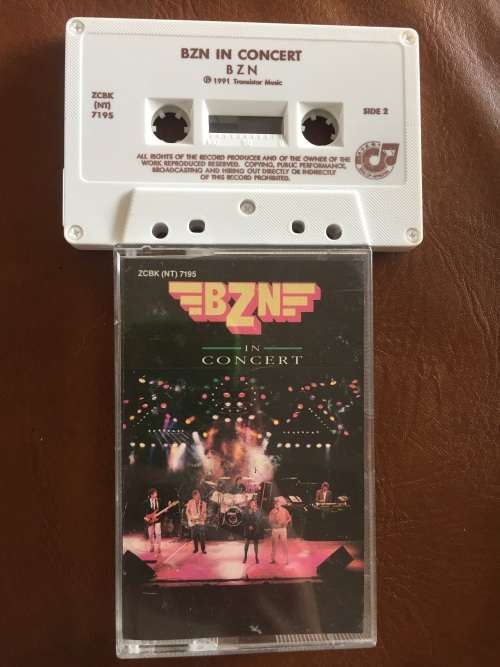 BZN IN CONCERT
BZN
℗ 1991 Transistor Music
ZCBK
(NT)
7195
SIDE 2
ALL RIGHTS OF THE RECORD PRODUCER AND OF THE OWNER OF THE
WORK REPRODUCED RESERVED. COPYING, PUBLIC PERFORMANCE,
BROADCASTING AND HIRING OUT DIRECTLY OR INDIRECTLY
OF THIS RECORD PROHIBITED.
ZCBK (NT) 7195
BZN
IN
CONCERT